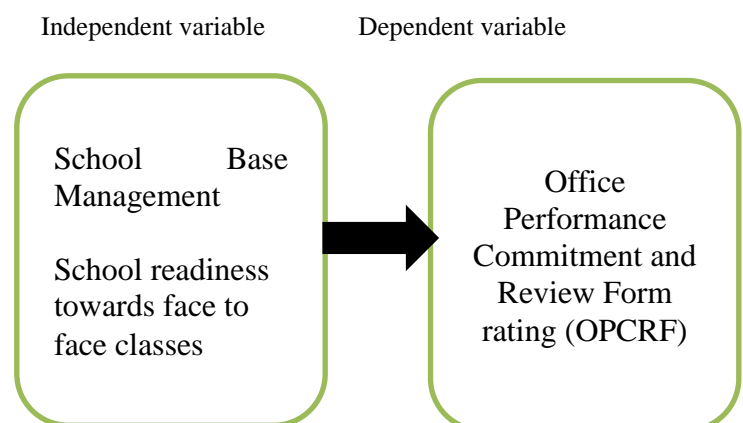 Independent variable
Dependent variable
School Base
Management
School readiness
towards face to
face classes
Office
Performance
Commitment and
Review Form
rating (OPCRF)